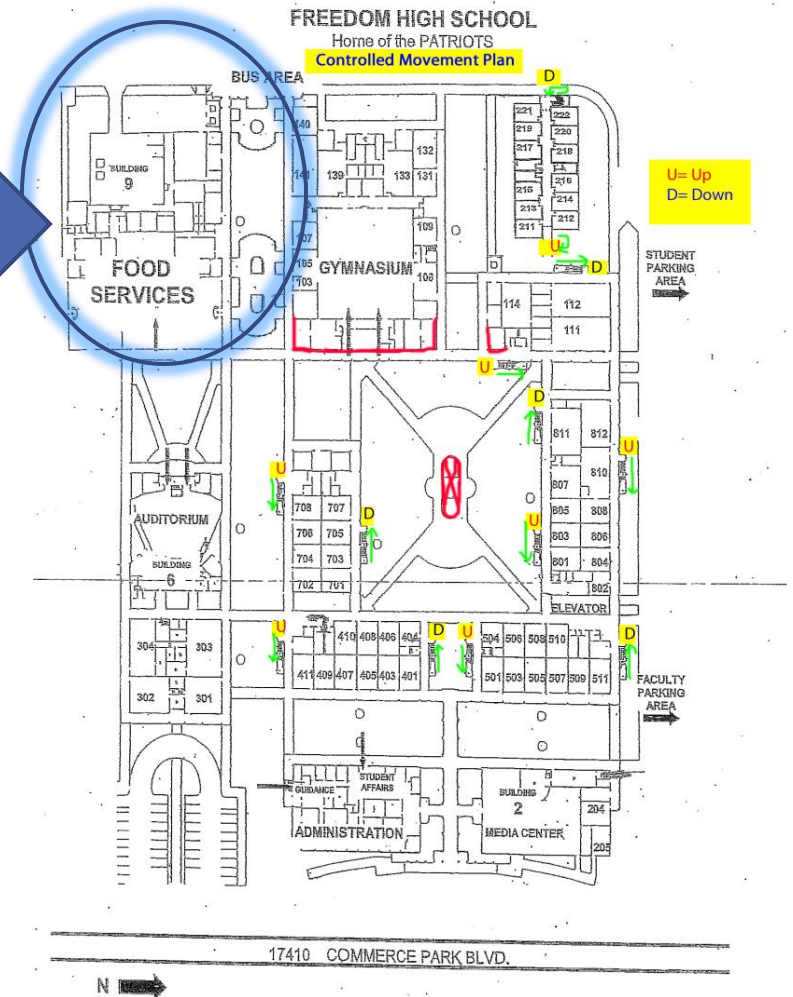 FREEDOM HIGH SCHOOL
Home of the PATRIOTS
Controlled Movement Plan
BUS AREA
D
U= Up
D= Down
BUILDING
9
FOOD
SERVICES
140
141
139
133
132
131
109
107
105
103
106
GYMNASIUM
221
222
219
220
217
218
215
216
213
214
211
212
U
D
STUDENT
PARKING
AREA
114
112
111
U
D
811
812
U
810
807
805
808
803
806
801
804
802
ELEVATOR
U
U
708
707
706
705
704
703
702
701
D
AUDITORIUM
BUILDING
6
304
303
302
301
U
410
408
406
404
411
409
407
405
403
401
D
U
504
506
508
510
501
503
505
507
509
511
D
FACULTY
PARKING
AREA
GUIDANCE
STUDENT
AFFAIRS
ADMINISTRATION
BUILDING
2
MEDIA CENTER
204
205
17410 COMMERCE PARK BLVD.
N